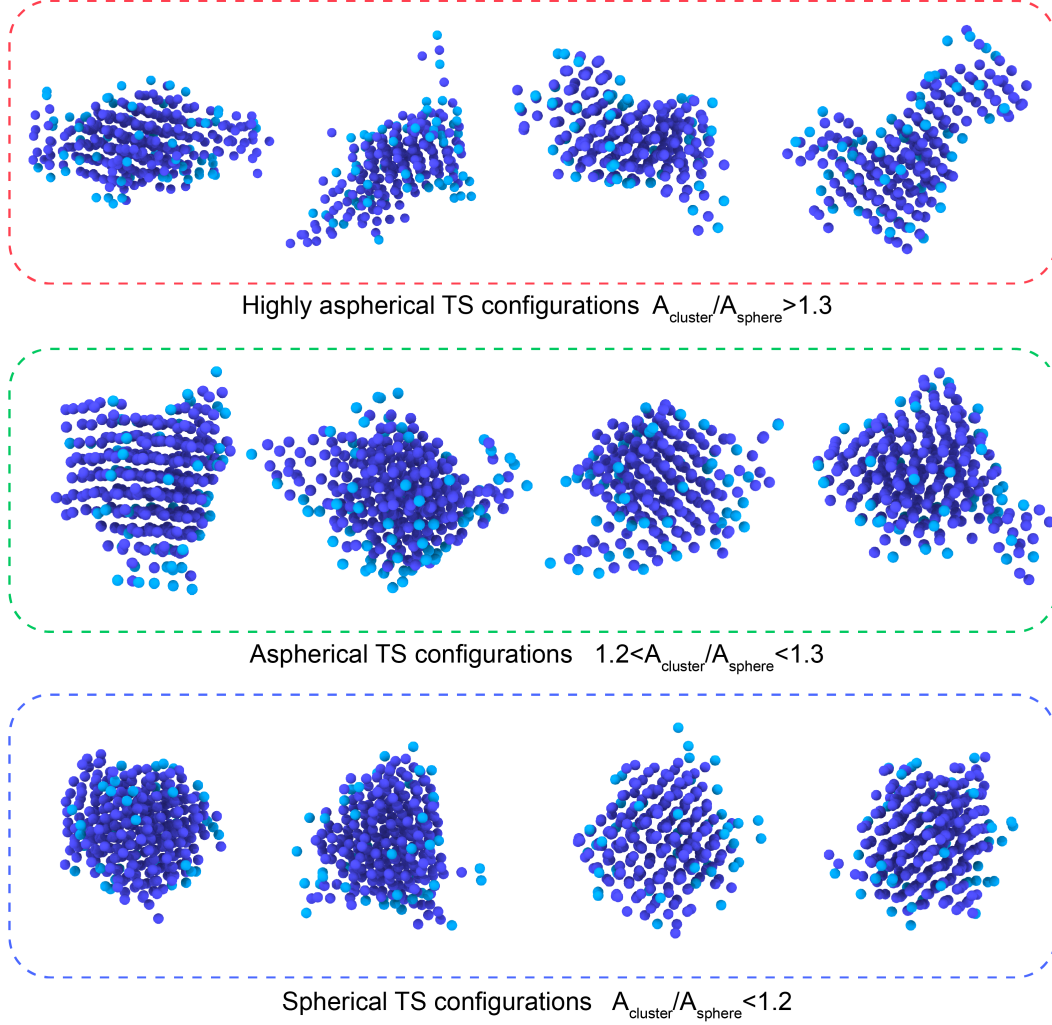 Highly aspherical TS configurations A_cluster/A_sphere>1.3
Aspherical TS configurations 1.2<A_cluster/A_sphere<1.3
Spherical TS configurations A_cluster/A_sphere<1.2